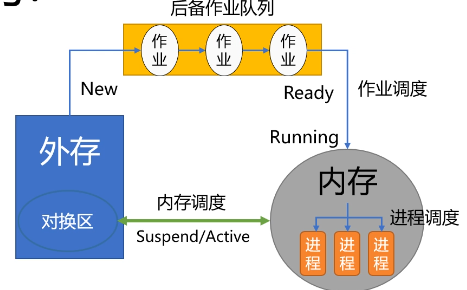 后备作业队列
作业
作业
作业
New
Ready
作业调度
Running
外存
内存
内存调度
对换区
进程调度
Suspend/Active
进程
进程
进程